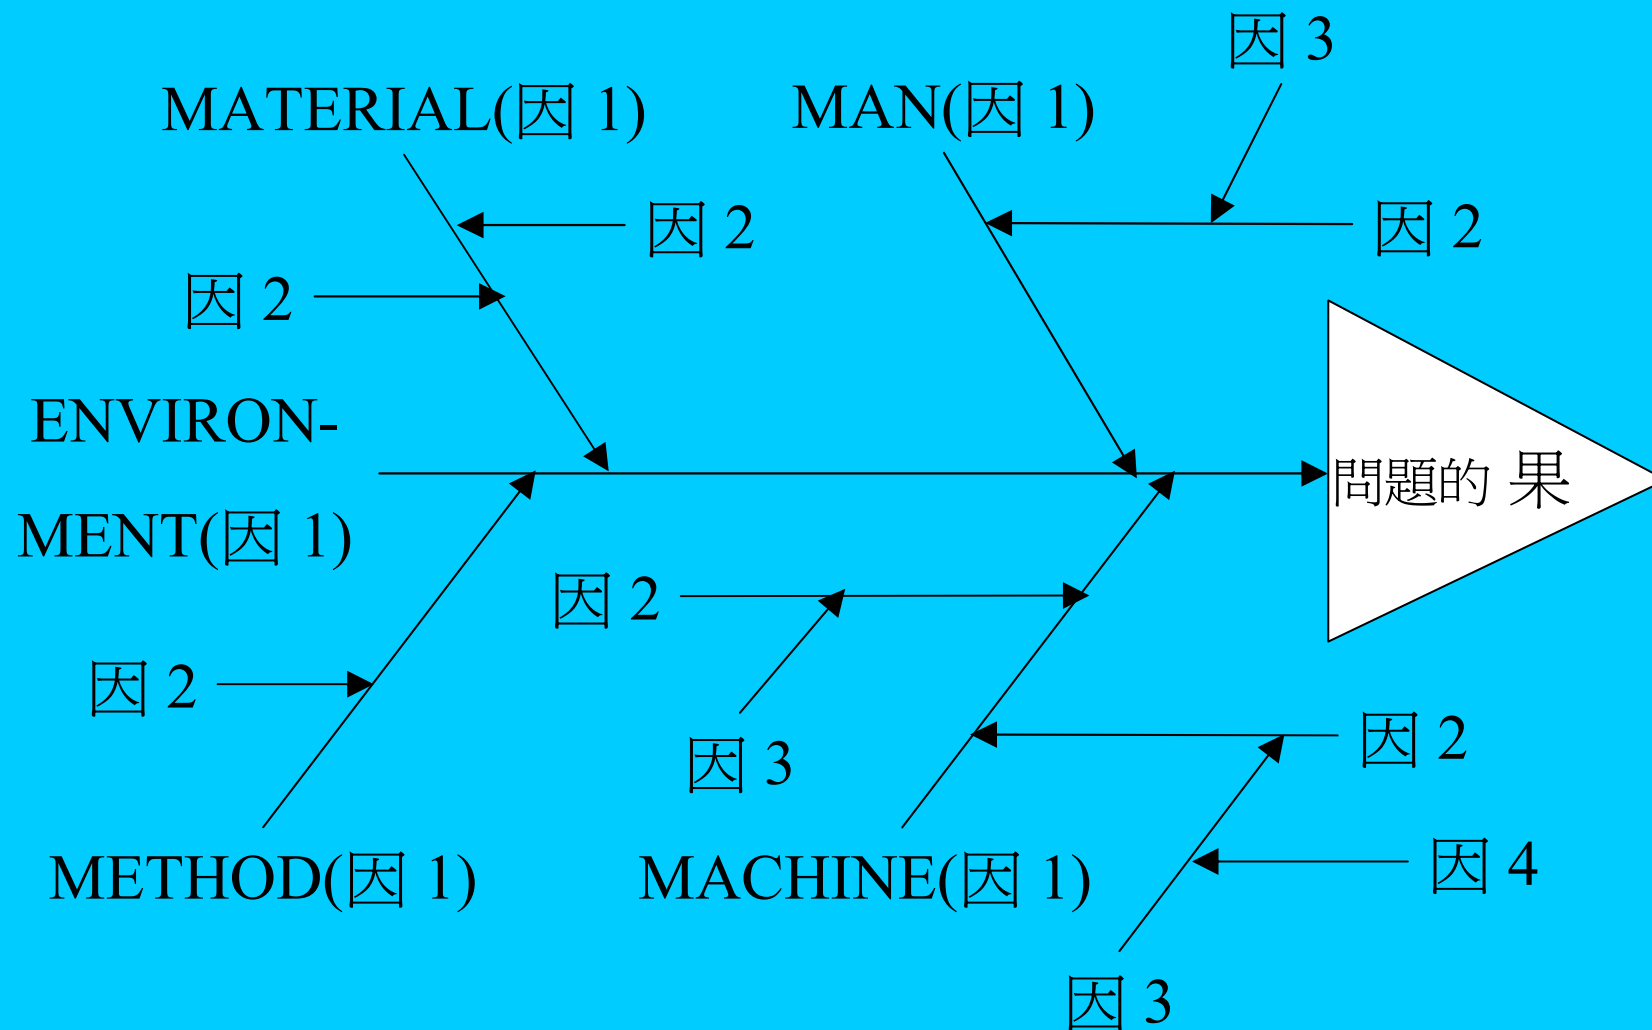 因 3
MATERIAL(因 1)
MAN(因 1)
因 2
因 2
因 2
ENVIRON-
MENT(因 1)
問題的 果
因 2
因 2
因 3
因 2
METHOD(因 1)
MACHINE(因 1)
因 4
因 3